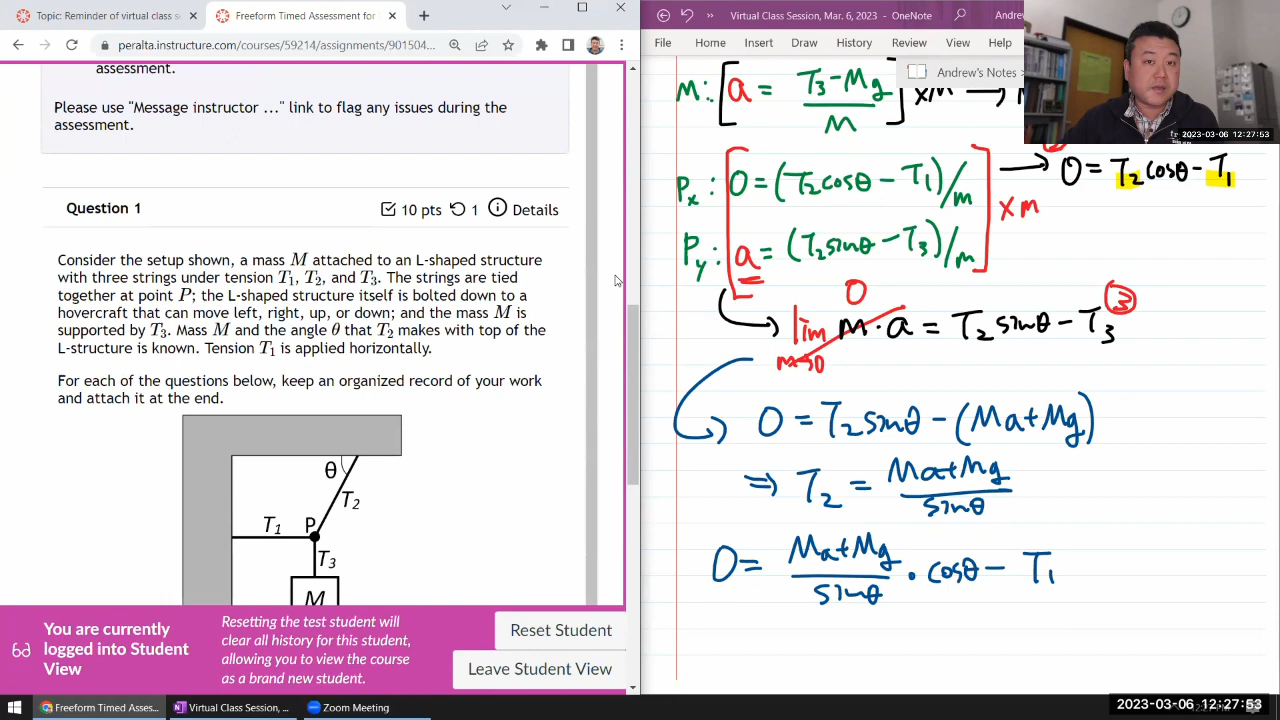 Topic: Reminder of virtual class s
Freeform Timed Assessment for
peralta.instructure.com/courses/59214/assignments/901504...
assessment.
Please use "Message instructor ..." link to flag any issues during the
assessment.
Question 1
10 pts
1
Details
Consider the setup shown, a mass M attached to an L-shaped structure
with three strings under tension T₁, T₂, and T₃. The strings are tied
together at point P; the L-shaped structure itself is bolted down to a
hovercraft that can move left, right, up, or down; and the mass M is
supported by T₃. Mass M and the angle θ that T₂ makes with top of the
L-structure is known. Tension T₁ is applied horizontally.
For each of the questions below, keep an organized record of your work
and attach it at the end.
θ
T₂
T₁ P
T₃
M
You are currently
logged into Student
View
Resetting the test student will
clear all history for this student,
allowing you to view the course
as a brand new student.
Reset Student
Leave Student View
Virtual Class Session, Mar. 6, 2023 - OneNote
Andre
File Home Insert Draw History Review View Help
Andrew's Notes >
M: [a = (T₃ - Mg)/M] × M →
Pₓ: 0 = (T₂cosθ - T₁)/m
→ 0 = T₂cosθ - T₁
× m
Pᵧ: a = (T₂sinθ - T₃)/m
0
③
lim m · a = T₂sinθ - T₃
m→0
0 = T₂sinθ - (Ma+Mg)
⇒ T₂ = (Ma+Mg)/sinθ
0 = (Ma+Mg)/sinθ · cosθ - T₁
2023-03-06 12:27:53
Freeform Timed Asses...
Virtual Class Session, ...
Zoom Meeting
2023-03-06 12:27:53